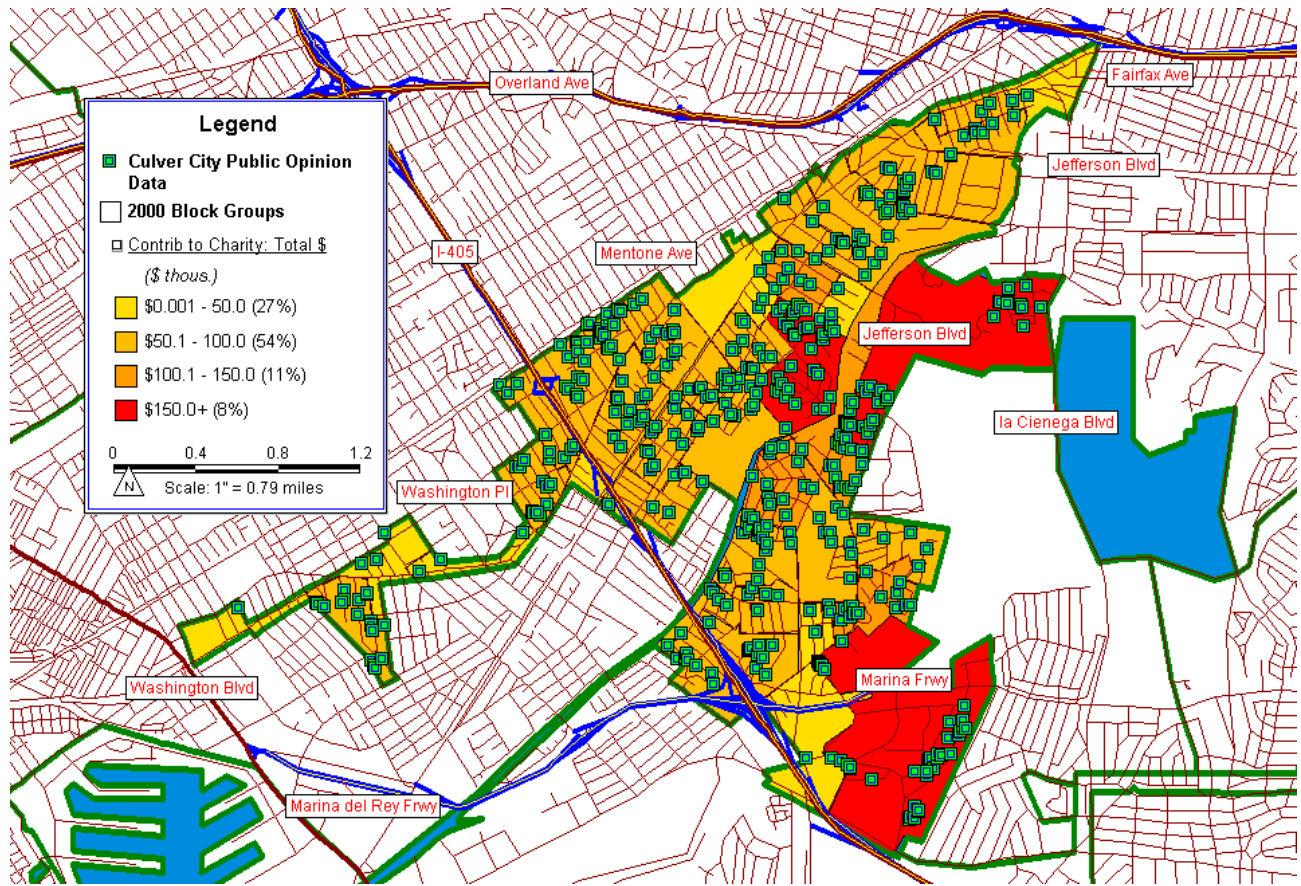 Overland Ave
Fairfax Ave
Legend
Culver City Public Opinion
Data
2000 Block Groups
Contrib to Charity: Total $
($ thous.)
$0.001 - 50.0 (27%)
$50.1 - 100.0 (54%)
$100.1 - 150.0 (11%)
$150.0+ (8%)
0 0.4 0.8 1.2
N
Scale: 1" = 0.79 miles
Jefferson Blvd
I-405
Mentone Ave
Jefferson Blvd
la Cienega Blvd
Washington Pl
Washington Blvd
Marina Frwy
Marina del Rey Frwy